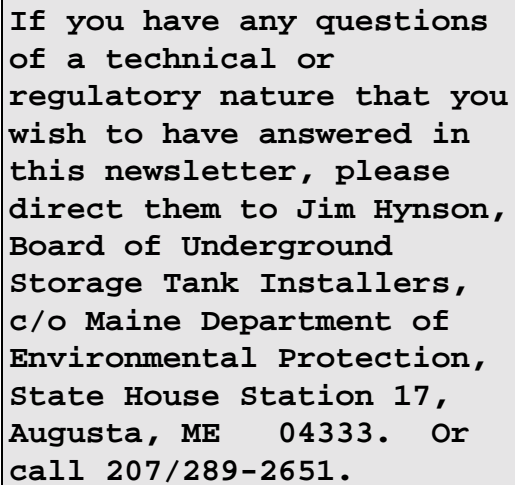 If you have any questions
of a technical or
regulatory nature that you
wish to have answered in
this newsletter, please
direct them to Jim Hynson,
Board of Underground
Storage Tank Installers,
c/o Maine Department of
Environmental Protection,
State House Station 17,
Augusta, ME   04333.  Or
call 207/289-2651.